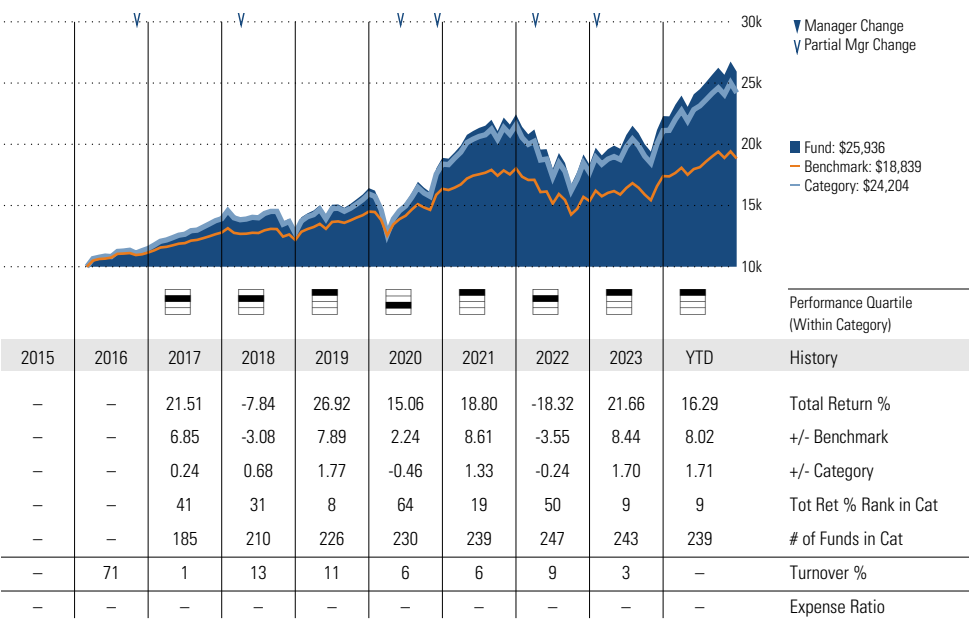 30k
25k
20k
15k
10k
Manager Change
Partial Mgr Change
Fund: $25,936
Benchmark: $18,839
Category: $24,204
Performance Quartile
(Within Category)
2015 2016 2017 2018 2019 2020 2021 2022 2023 YTD History
– – 21.51 -7.84 26.92 15.06 18.80 -18.32 21.66 16.29 Total Return %
– – 6.85 -3.08 7.89 2.24 8.61 -3.55 8.44 8.02 +/- Benchmark
– – 0.24 0.68 1.77 -0.46 1.33 -0.24 1.70 1.71 +/- Category
– – 41 31 8 64 19 50 9 9 Tot Ret % Rank in Cat
– – 185 210 226 230 239 247 243 239 # of Funds in Cat
– 71 1 13 11 6 6 9 3 – Turnover %
– – – – – – – – – – Expense Ratio